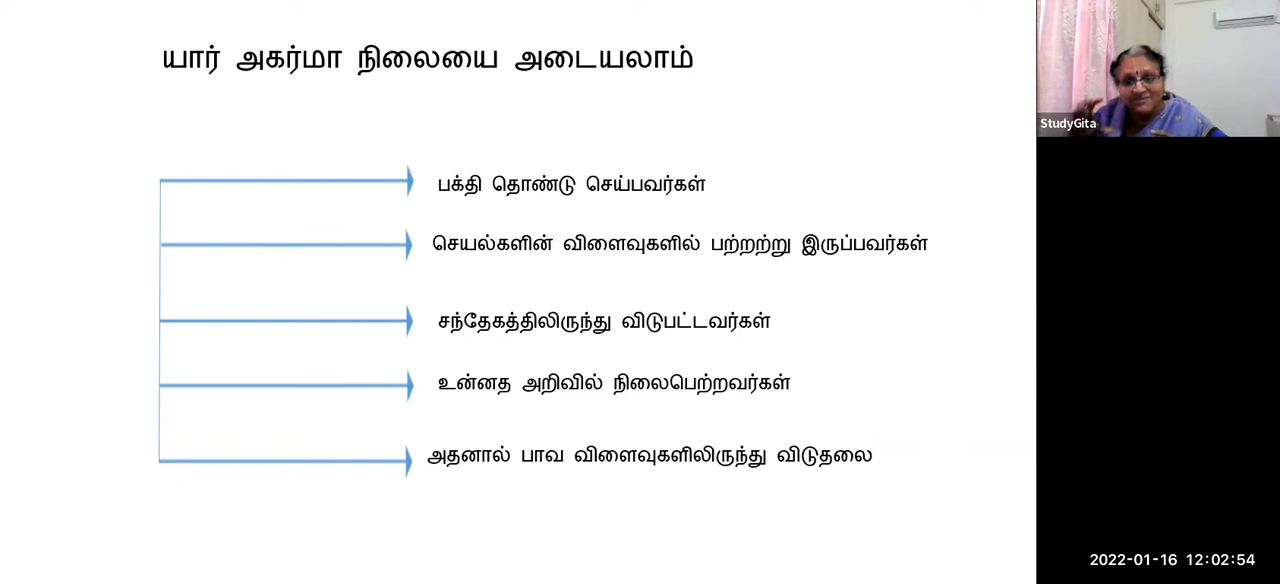 யார் அகர்மா நிலையை அடையலாம்
StudyGita
பக்தி தொண்டு செய்பவர்கள்
செயல்களின் விளைவுகளில் பற்றற்று இருப்பவர்கள்
சந்தேகத்திலிருந்து விடுபட்டவர்கள்
உன்னத அறிவில் நிலைபெற்றவர்கள்
அதனால் பாவ விளைவுகளிலிருந்து விடுதலை
2022-01-16 12:02:54